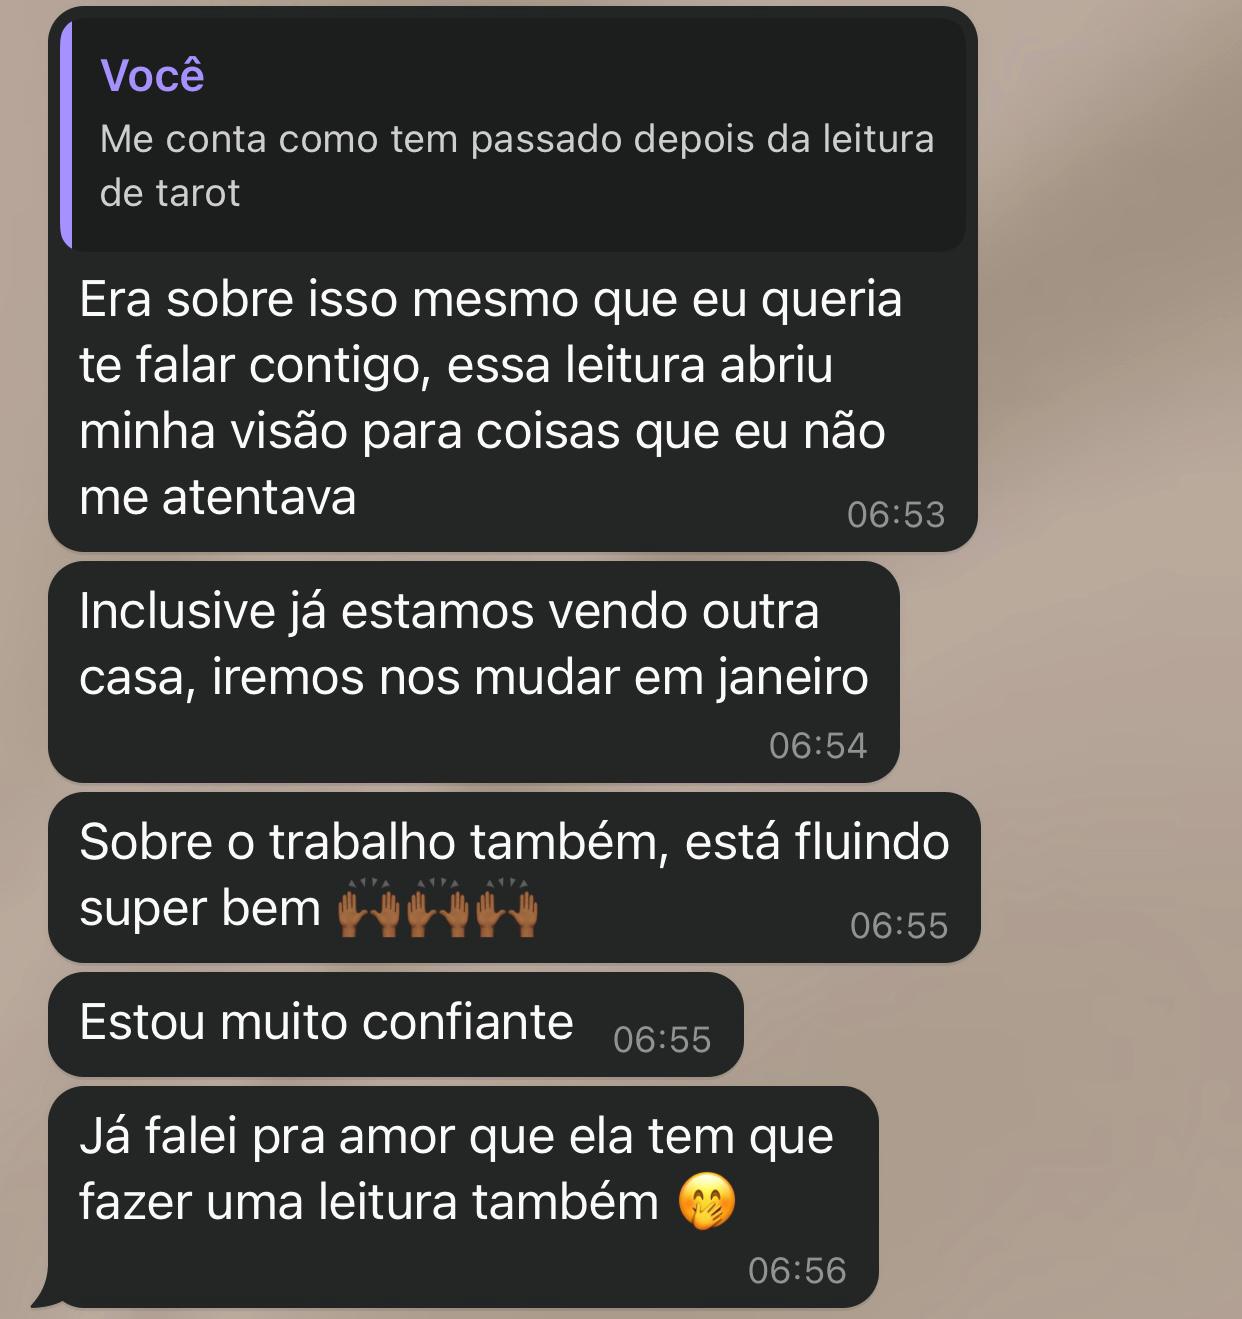 Você
Me conta como tem passado depois da leitura
de tarot
Era sobre isso mesmo que eu queria
te falar contigo, essa leitura abriu
minha visão para coisas que eu não
me atentava
06:53
Inclusive já estamos vendo outra
casa, iremos nos mudar em janeiro
06:54
Sobre o trabalho também, está fluindo
super bem 🙌🏾🙌🏾🙌🏾
06:55
Estou muito confiante 06:55
Já falei pra amor que ela tem que
fazer uma leitura também 🤭
06:56